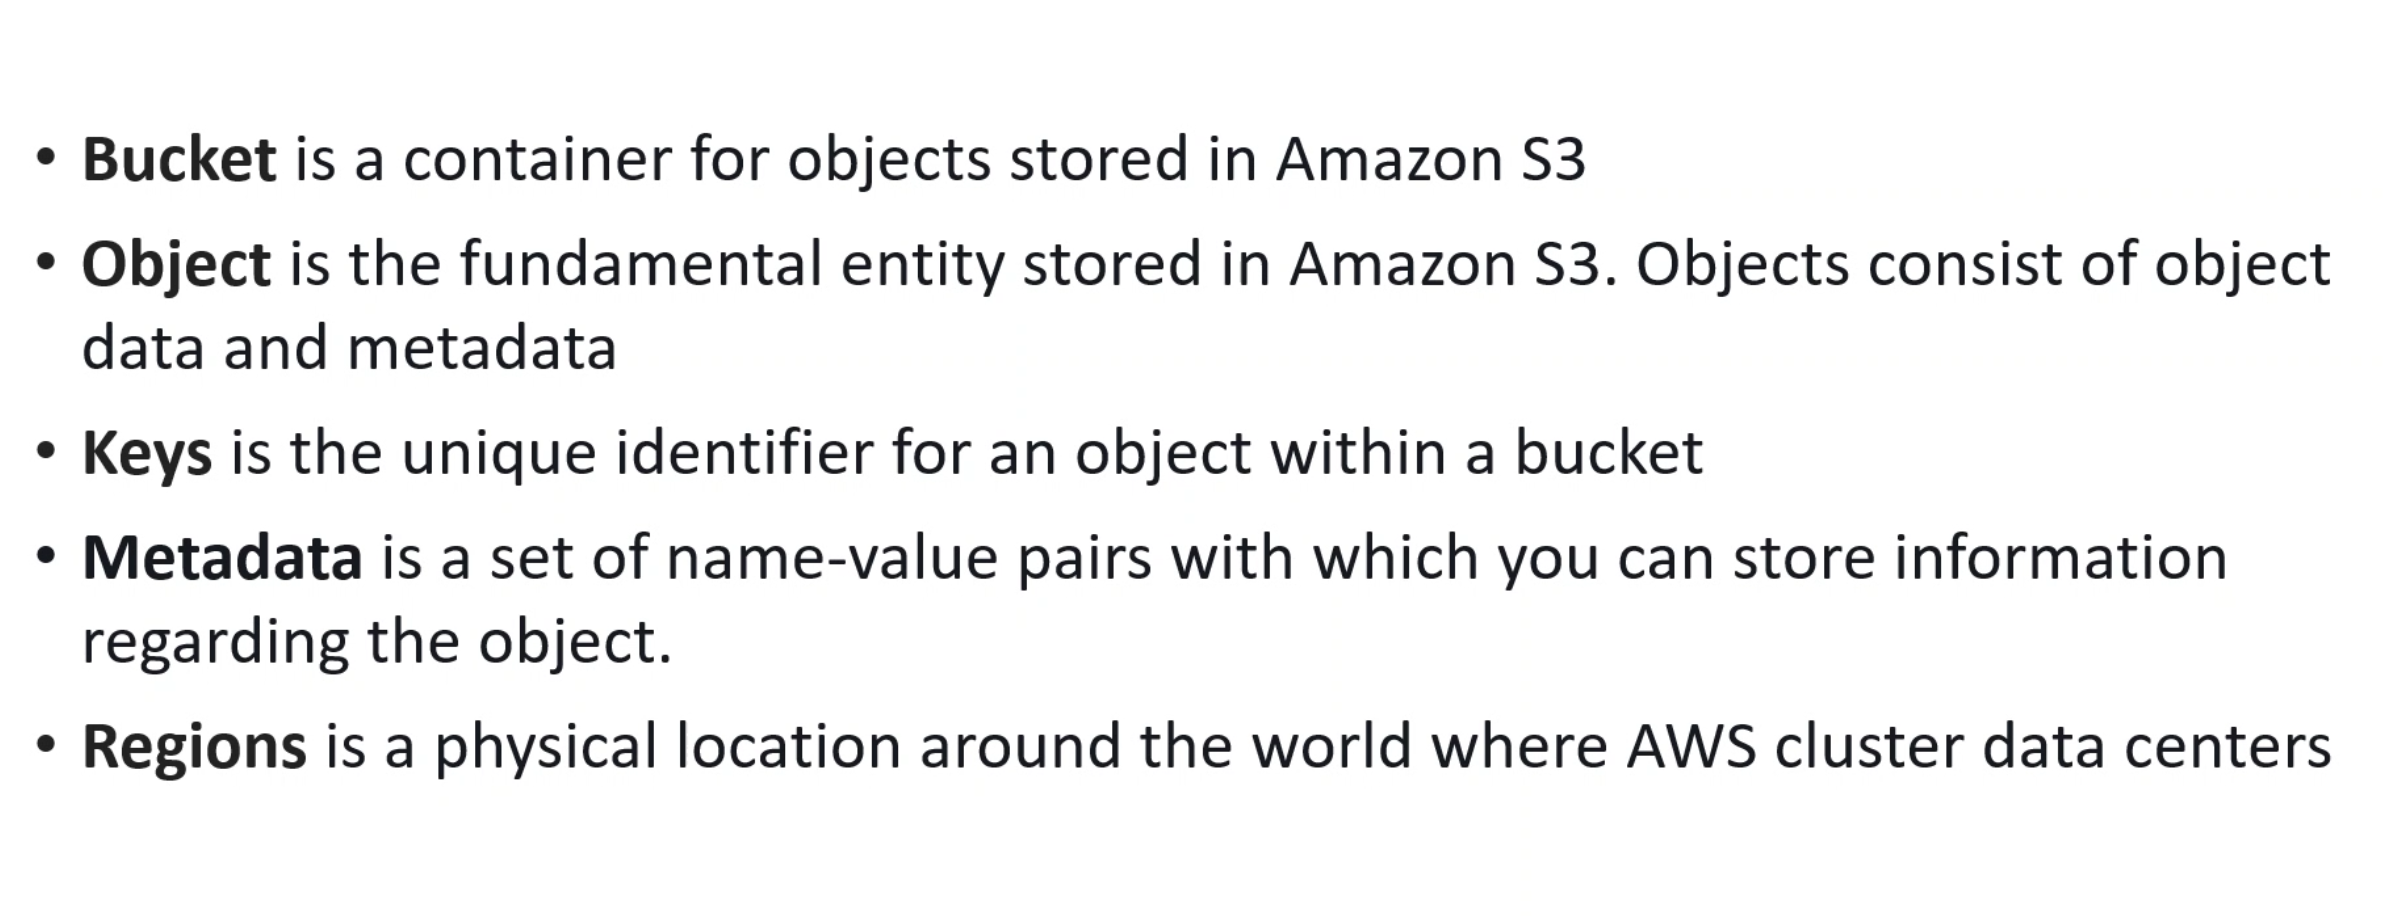 • Bucket is a container for objects stored in Amazon S3
• Object is the fundamental entity stored in Amazon S3. Objects consist of object
data and metadata
• Keys is the unique identifier for an object within a bucket
• Metadata is a set of name-value pairs with which you can store information
regarding the object.
• Regions is a physical location around the world where AWS cluster data centers